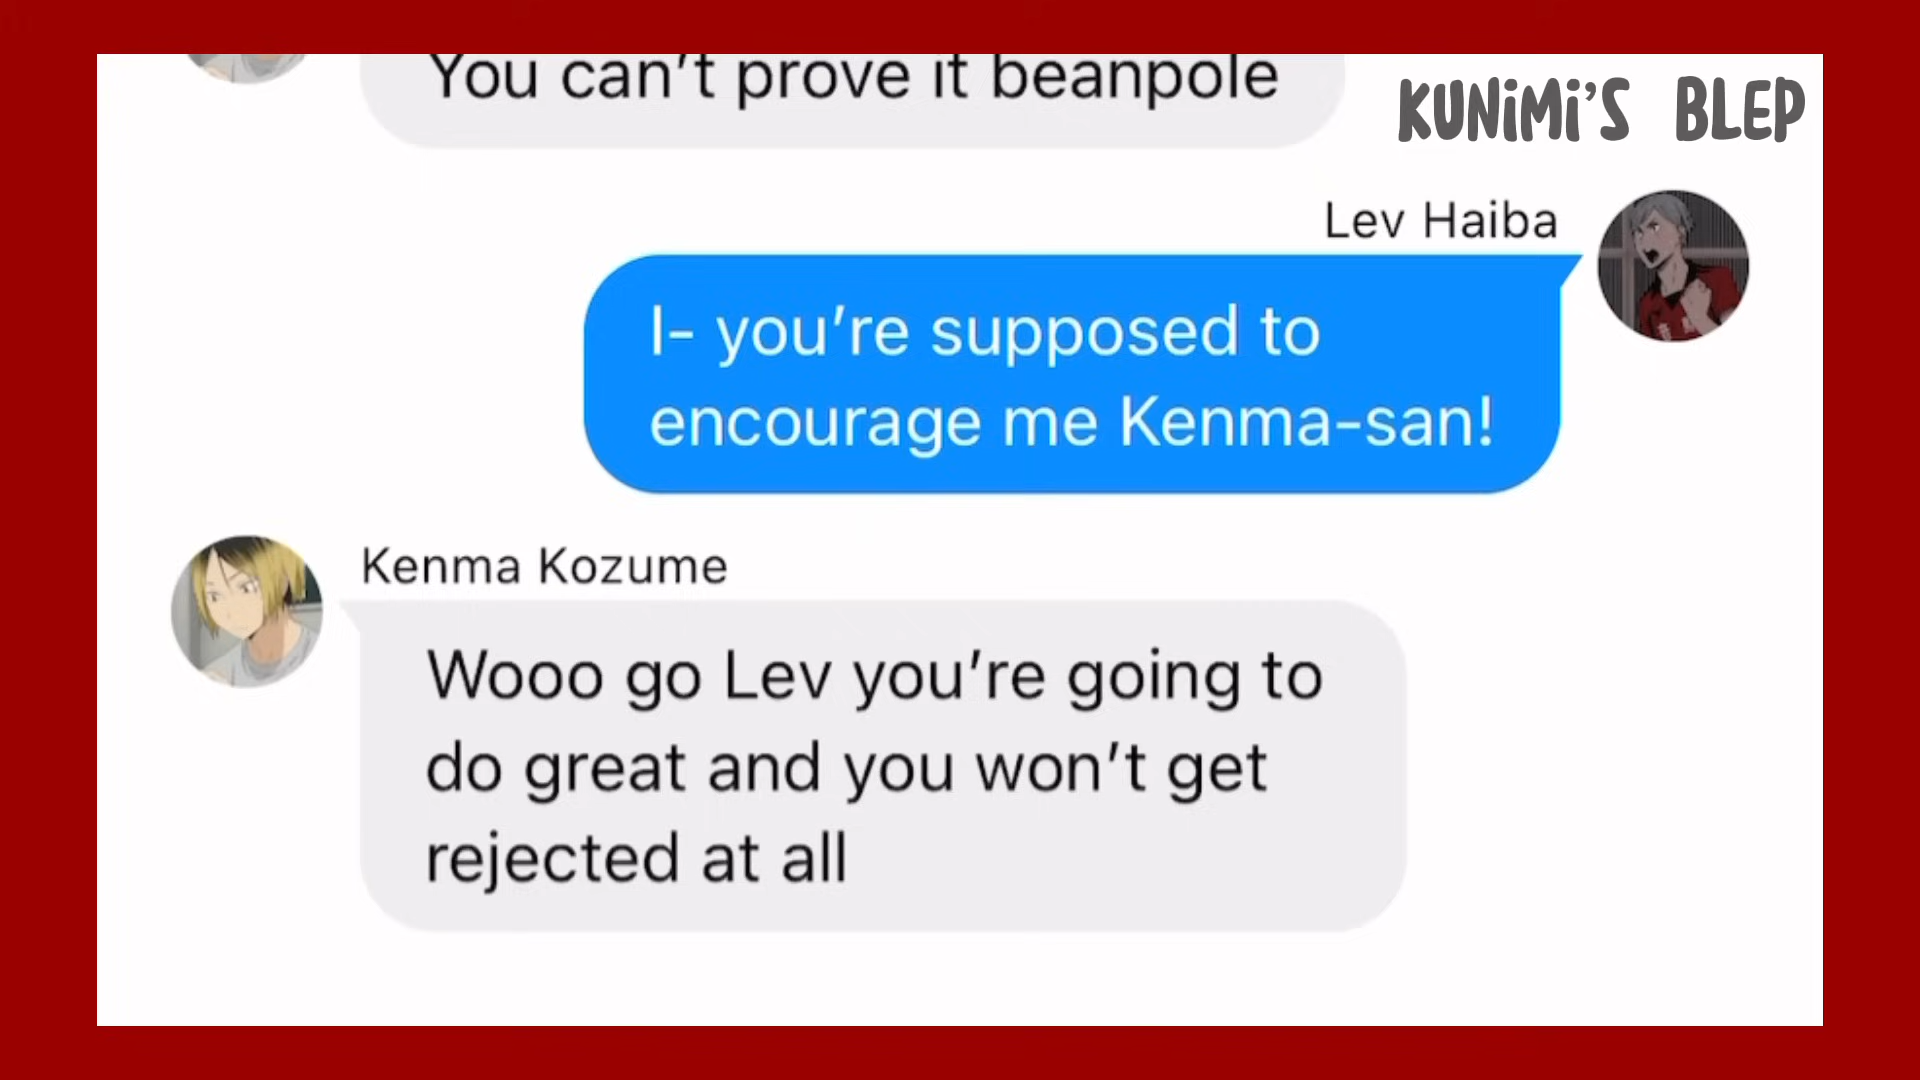 You can’t prove it beanpole
KUNiMi’S BLEP
Lev Haiba
I- you’re supposed to
encourage me Kenma-san!
Kenma Kozume
Wooo go Lev you’re going to
do great and you won’t get
rejected at all